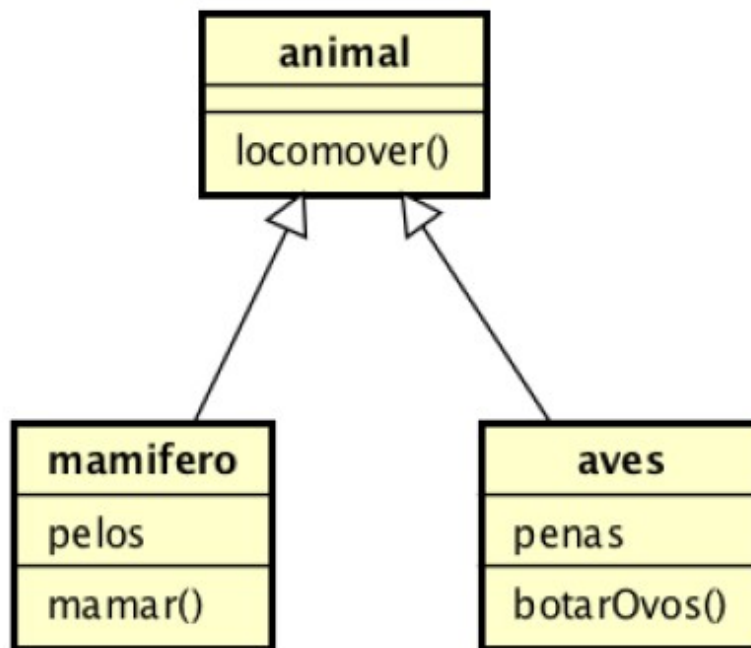 animal
locomover()
mamifero
pelos
mamar()
aves
penas
botarOvos()